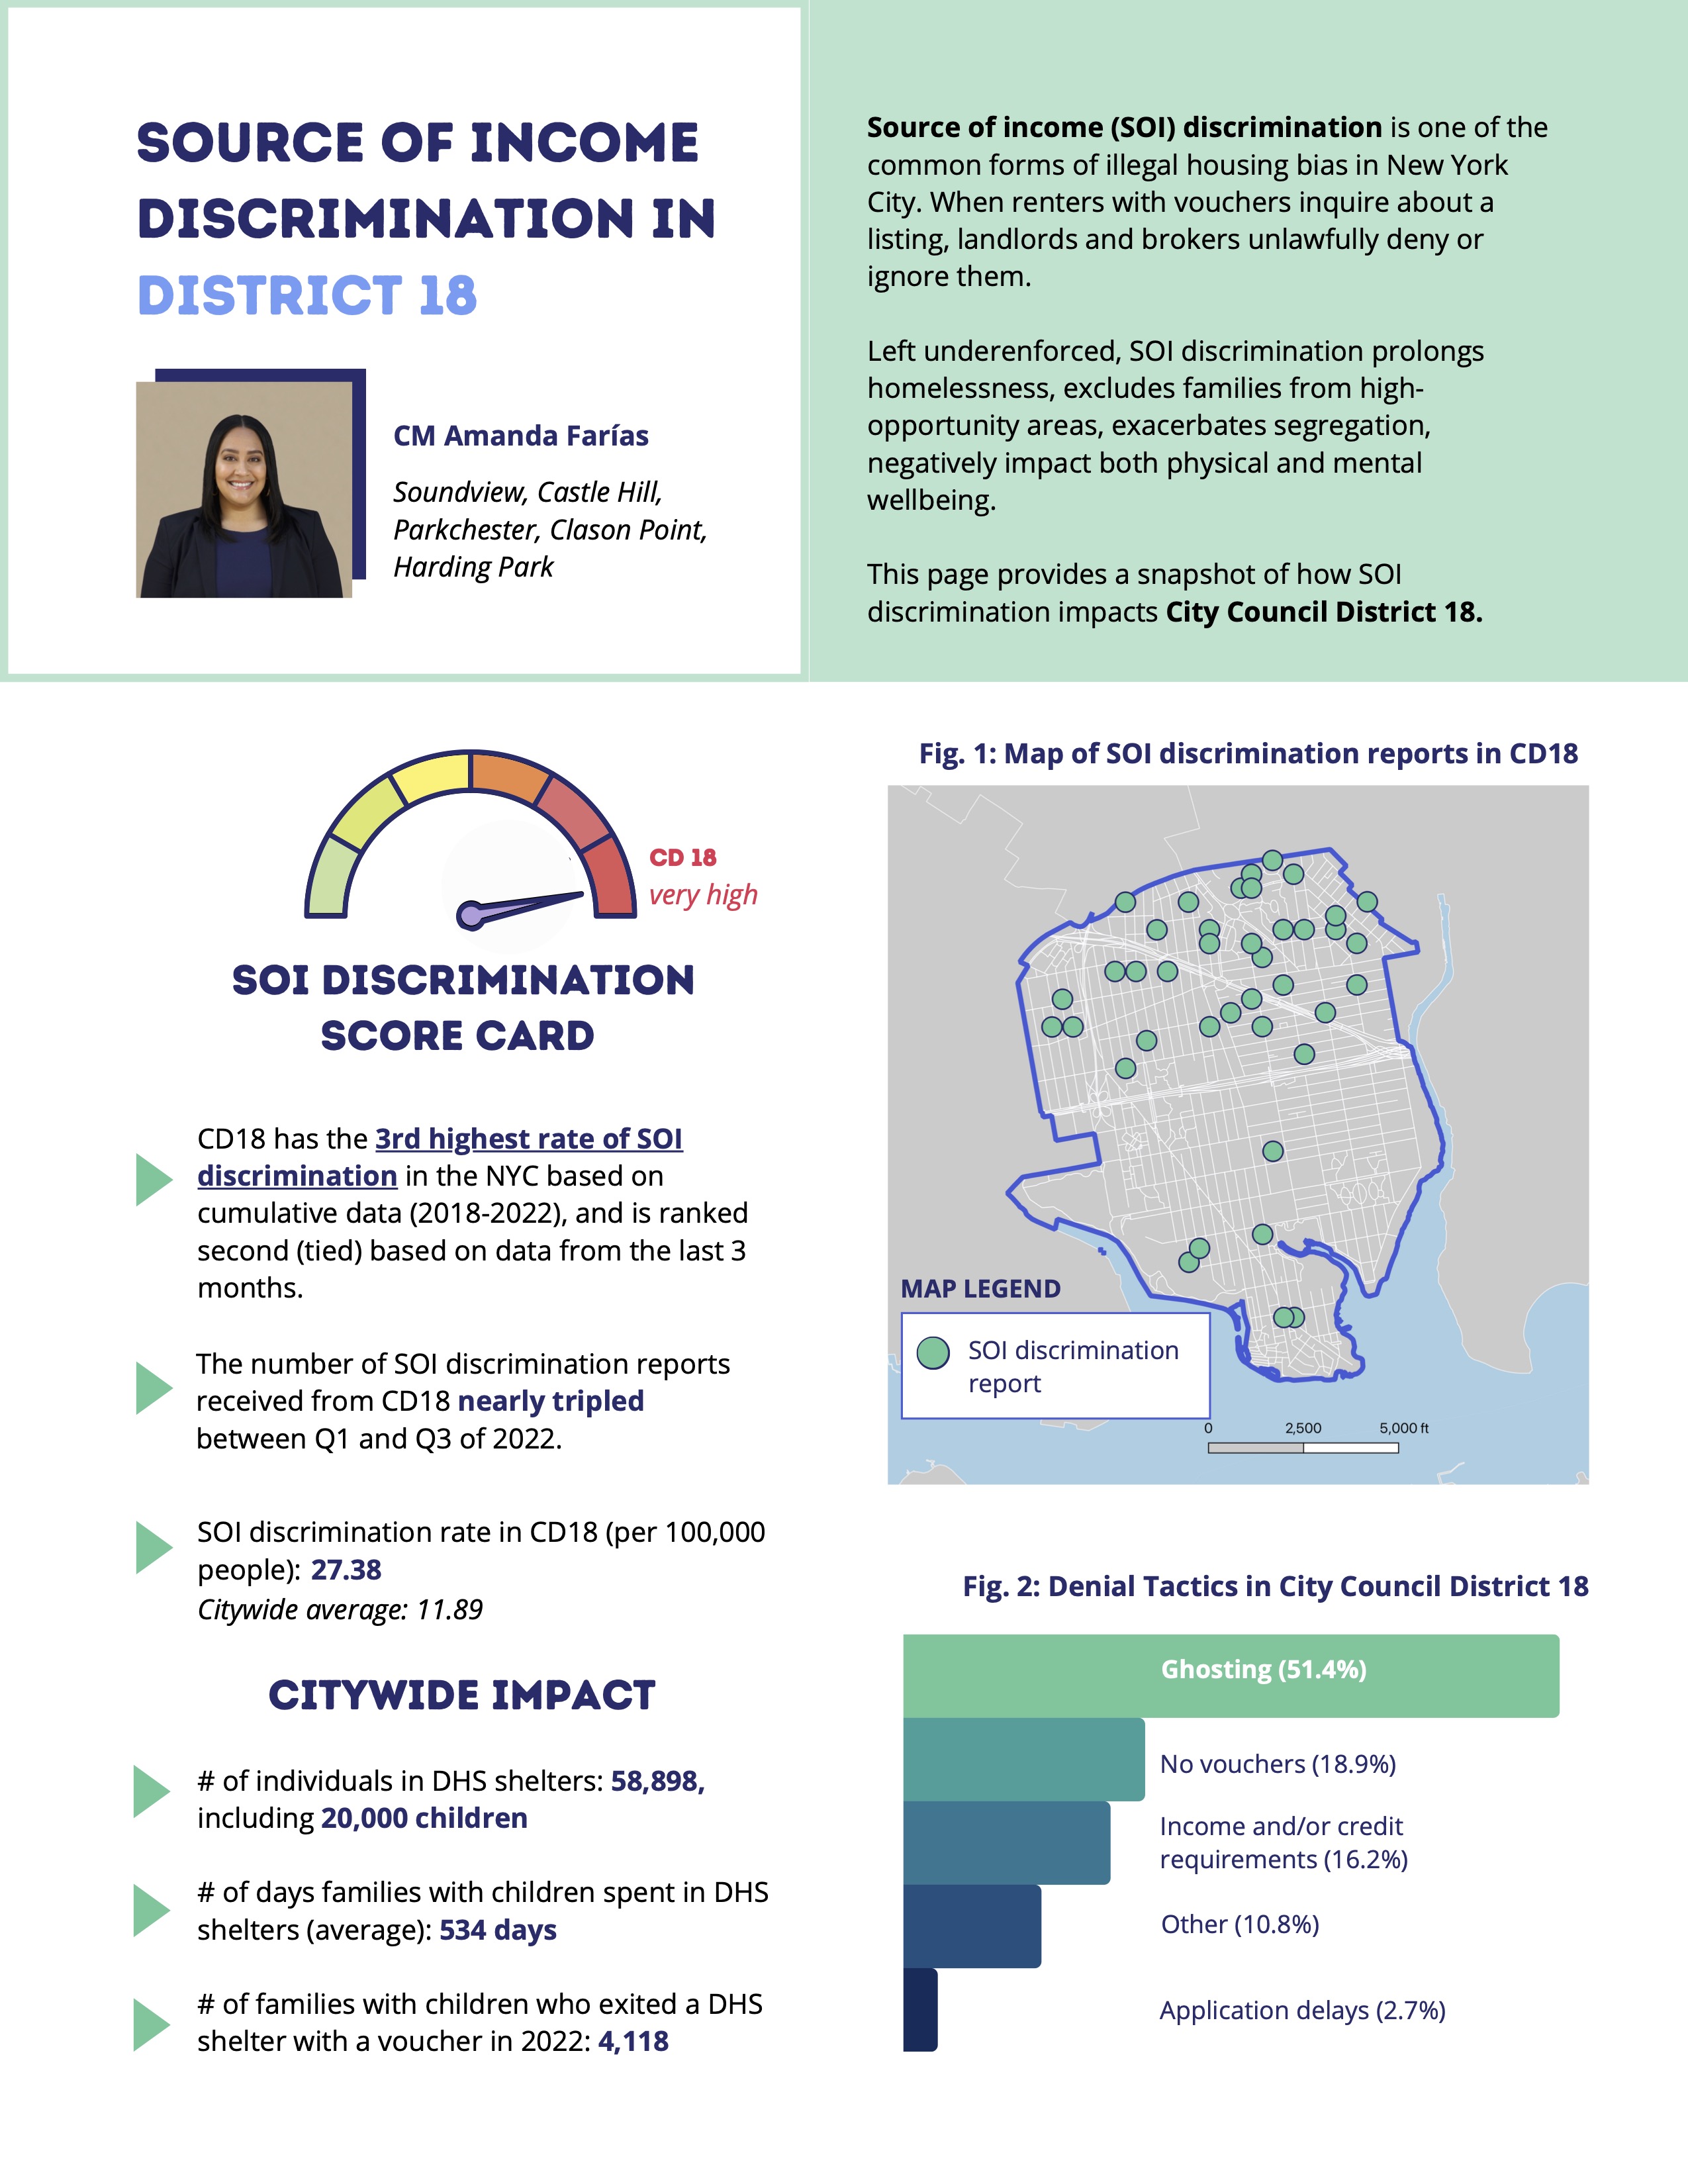 SOURCE OF INCOME
DISCRIMINATION IN
DISTRICT 18
CM Amanda Farías
Soundview, Castle Hill,
Parkchester, Clason Point,
Harding Park
Source of income (SOI) discrimination is one of the
common forms of illegal housing bias in New York
City. When renters with vouchers inquire about a
listing, landlords and brokers unlawfully deny or
ignore them.
Left underenforced, SOI discrimination prolongs
homelessness, excludes families from high-
opportunity areas, exacerbates segregation,
negatively impact both physical and mental
wellbeing.
This page provides a snapshot of how SOI
discrimination impacts City Council District 18.
CD 18
very high
SOI DISCRIMINATION
SCORE CARD
CD18 has the 3rd highest rate of SOI
discrimination in the NYC based on
cumulative data (2018-2022), and is ranked
second (tied) based on data from the last 3
months.
The number of SOI discrimination reports
received from CD18 nearly tripled
between Q1 and Q3 of 2022.
SOI discrimination rate in CD18 (per 100,000
people): 27.38
Citywide average: 11.89
CITYWIDE IMPACT
# of individuals in DHS shelters: 58,898,
including 20,000 children
# of days families with children spent in DHS
shelters (average): 534 days
# of families with children who exited a DHS
shelter with a voucher in 2022: 4,118
Fig. 1: Map of SOI discrimination reports in CD18
MAP LEGEND
SOI discrimination
report
0 2,500 5,000 ft
Fig. 2: Denial Tactics in City Council District 18
Ghosting (51.4%)
No vouchers (18.9%)
Income and/or credit
requirements (16.2%)
Other (10.8%)
Application delays (2.7%)